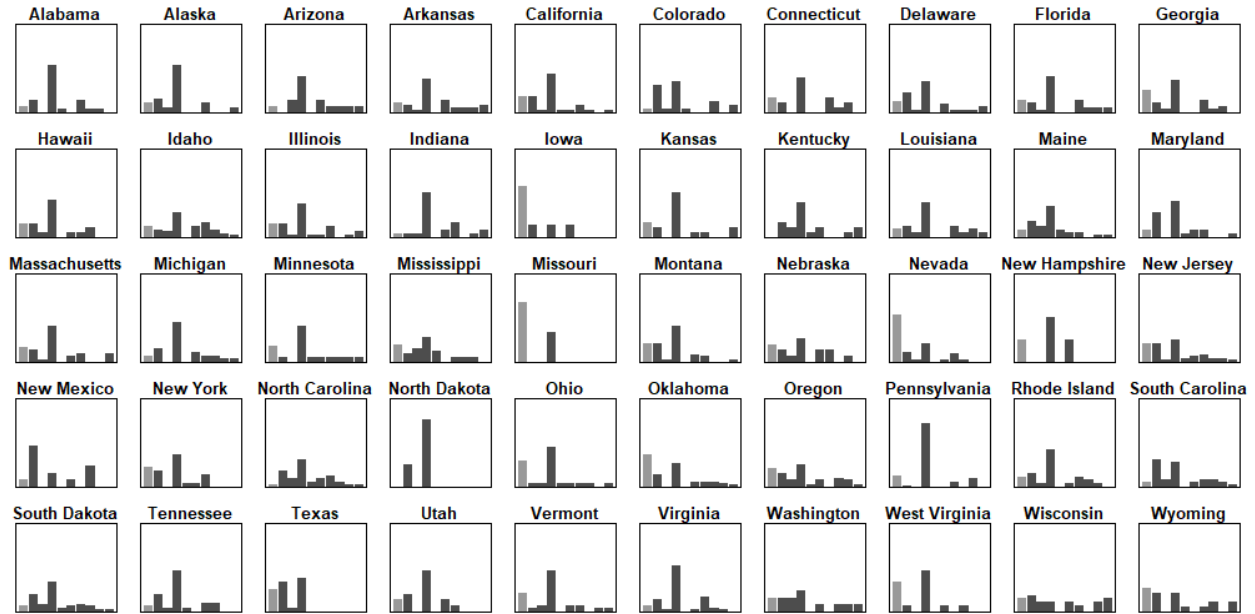 Alabama Alaska Arizona Arkansas California Colorado Connecticut Delaware Florida Georgia
Hawaii Idaho Illinois Indiana Iowa Kansas Kentucky Louisiana Maine Maryland
Massachusetts Michigan Minnesota Mississippi Missouri Montana Nebraska Nevada New Hampshire New Jersey
New Mexico New York North Carolina North Dakota Ohio Oklahoma Oregon Pennsylvania Rhode Island South Carolina
South Dakota Tennessee Texas Utah Vermont Virginia Washington West Virginia Wisconsin Wyoming